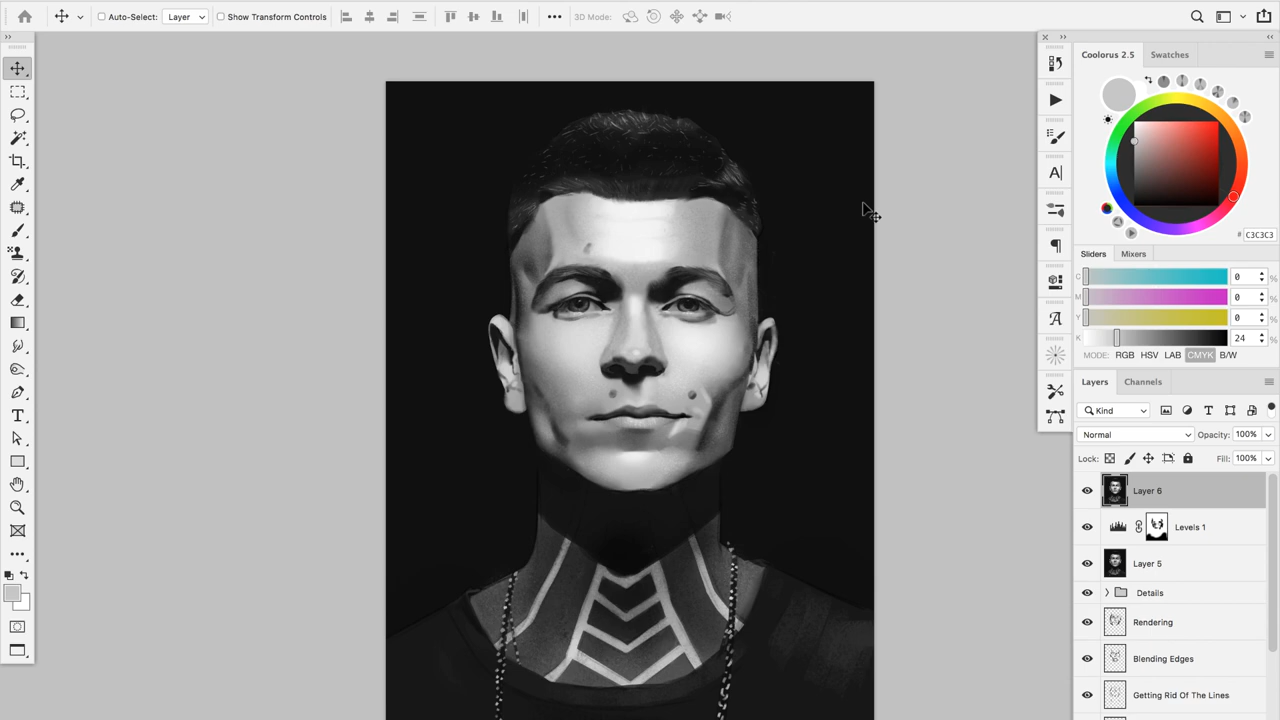 Auto-Select: Layer Show Transform Controls 3D Mode:
Coolorus 2.5 Swatches
# C3C3C3
Sliders Mixers
C 0 %
M 0 %
Y 0 %
K 24 %
MODE: RGB HSV LAB CMYK B/W
Layers Channels
Kind
Normal Opacity: 100%
Lock: Fill: 100%
Layer 6
Levels 1
Layer 5
Details
Rendering
Blending Edges
Getting Rid Of The Lines